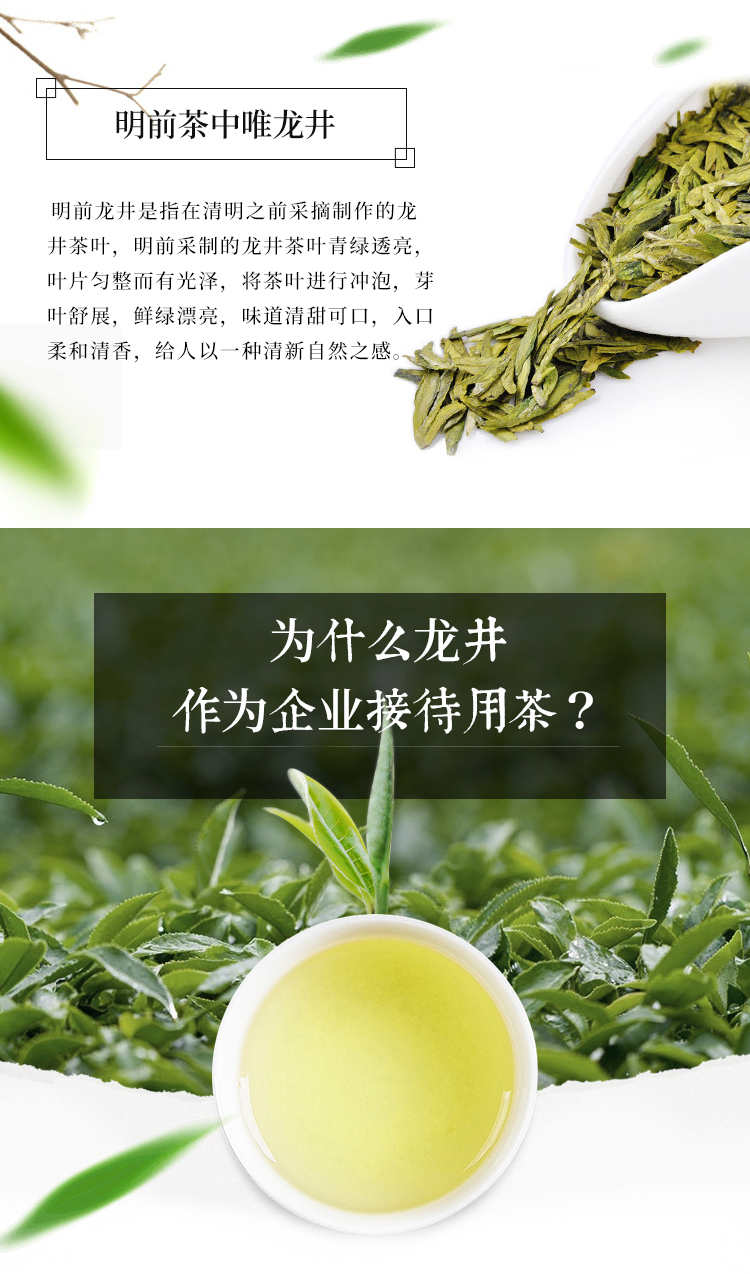 明前茶中唯龙井
明前龙井是指在清明之前采摘制作的龙
井茶叶，明前采制的龙井茶叶青绿透亮，
叶片匀整而有光泽，将茶叶进行冲泡，芽
叶舒展，鲜绿漂亮，味道清甜可口，入口
柔和清香，给人以一种清新自然之感。
为什么龙井
作为企业接待用茶？